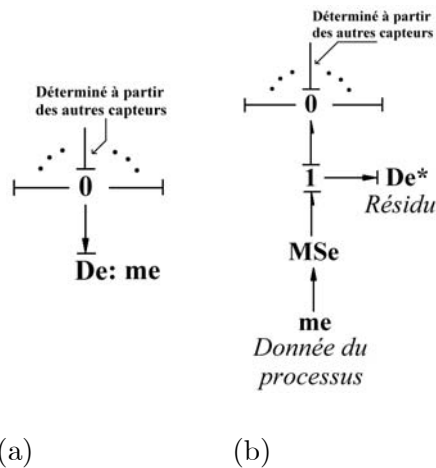 Déterminé à partir
des autres capteurs
0
De: me
(a)
Déterminé à partir
des autres capteurs
0
1
De*
Résidu
MSe
me
Donnée du
processus
(b)